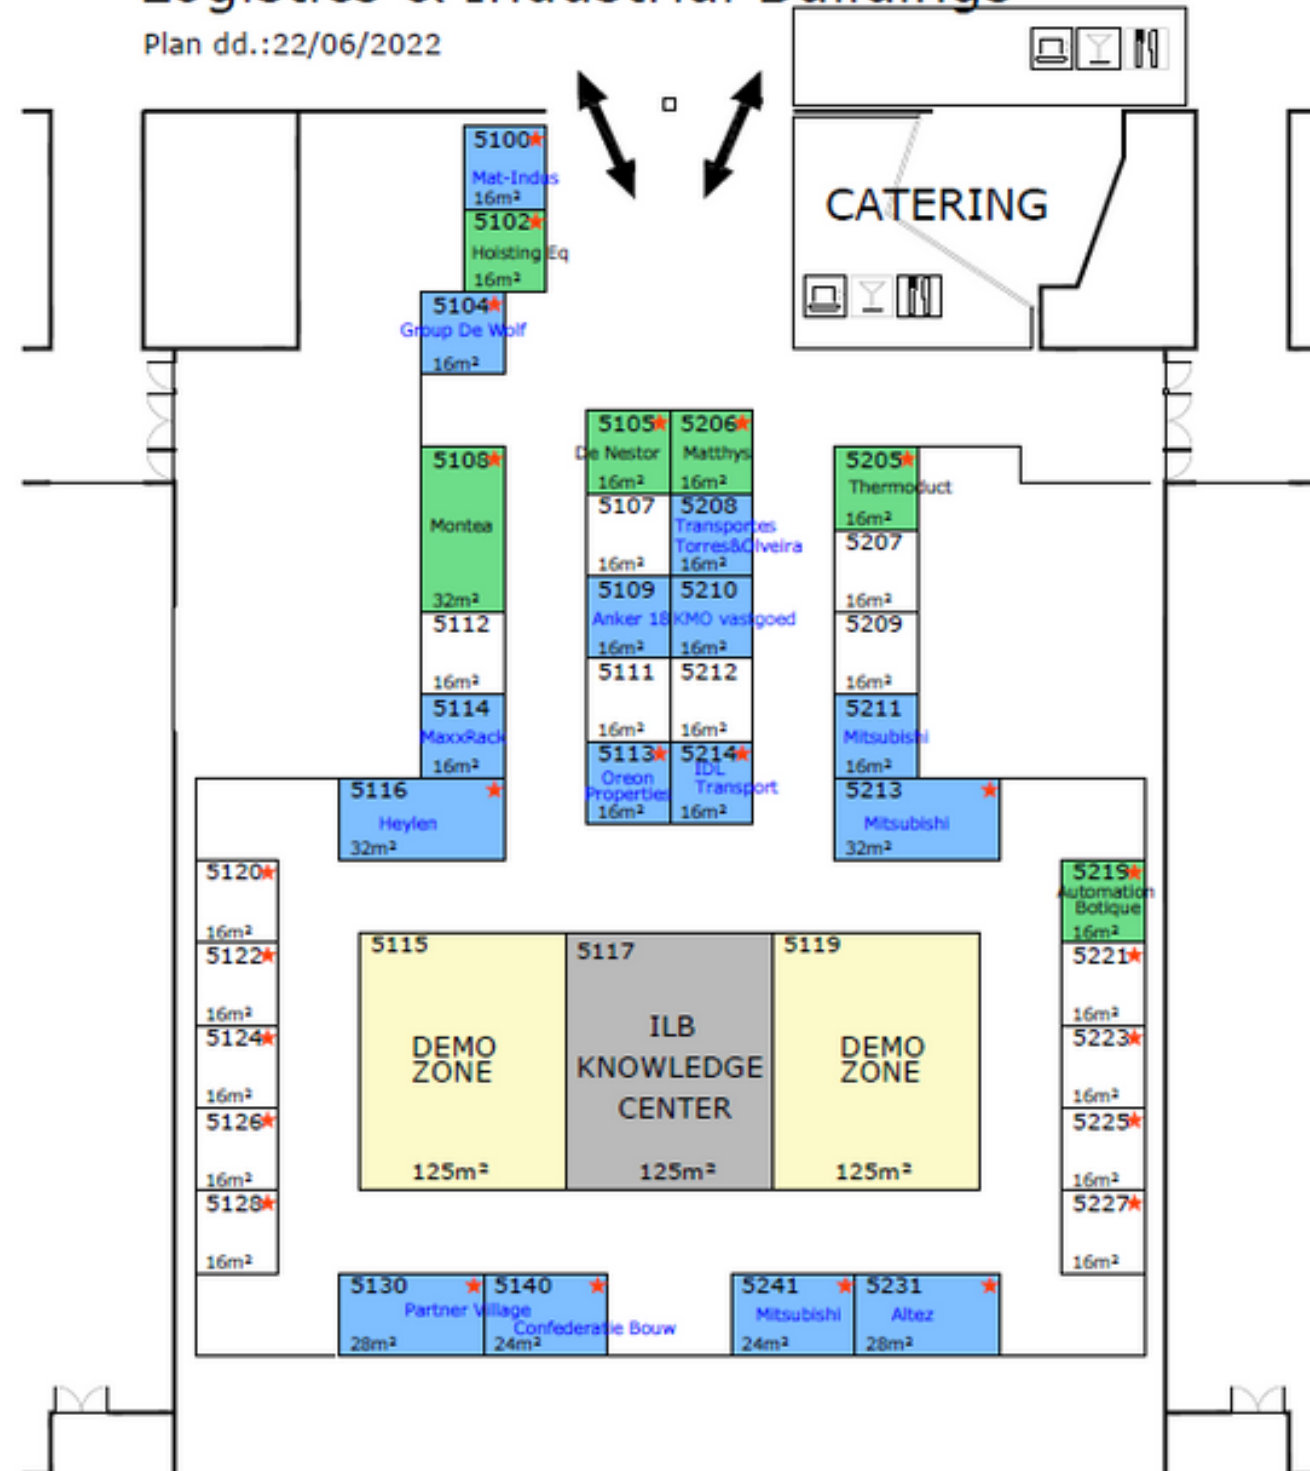 Logistics & Industrial Buildings
Plan dd.:22/06/2022
CATERING
5100
Mat-Indus
16m²
5102
Hoisting Eq
16m²
5104
Group De Wolf
16m²
5105
De Nestor
16m²
5206
Matthys
16m²
5108
Montea
32m²
5205
Thermoduct
16m²
5107
16m²
5208
Transportes
Torres&Olveira
16m²
5207
16m²
5109
Anker 18
16m²
5210
KMO vastgoed
16m²
5112
16m²
5209
16m²
5111
16m²
5212
16m²
5114
MaxxRack
16m²
5211
Mitsubishi
16m²
5113
Oreon
Properties
16m²
5214
IDL
Transport
16m²
5116
Heylen
32m²
5213
Mitsubishi
32m²
5120
16m²
5219
Automation
Botique
16m²
5122
16m²
5124
16m²
5126
16m²
5128
16m²
5115
DEMO
ZONE
125m²
5117
ILB
KNOWLEDGE
CENTER
125m²
5119
DEMO
ZONE
125m²
5221
16m²
5223
16m²
5225
16m²
5227
16m²
5130
Partner Village
28m²
5140
Confederatie Bouw
24m²
5241
Mitsubishi
24m²
5231
Altez
28m²